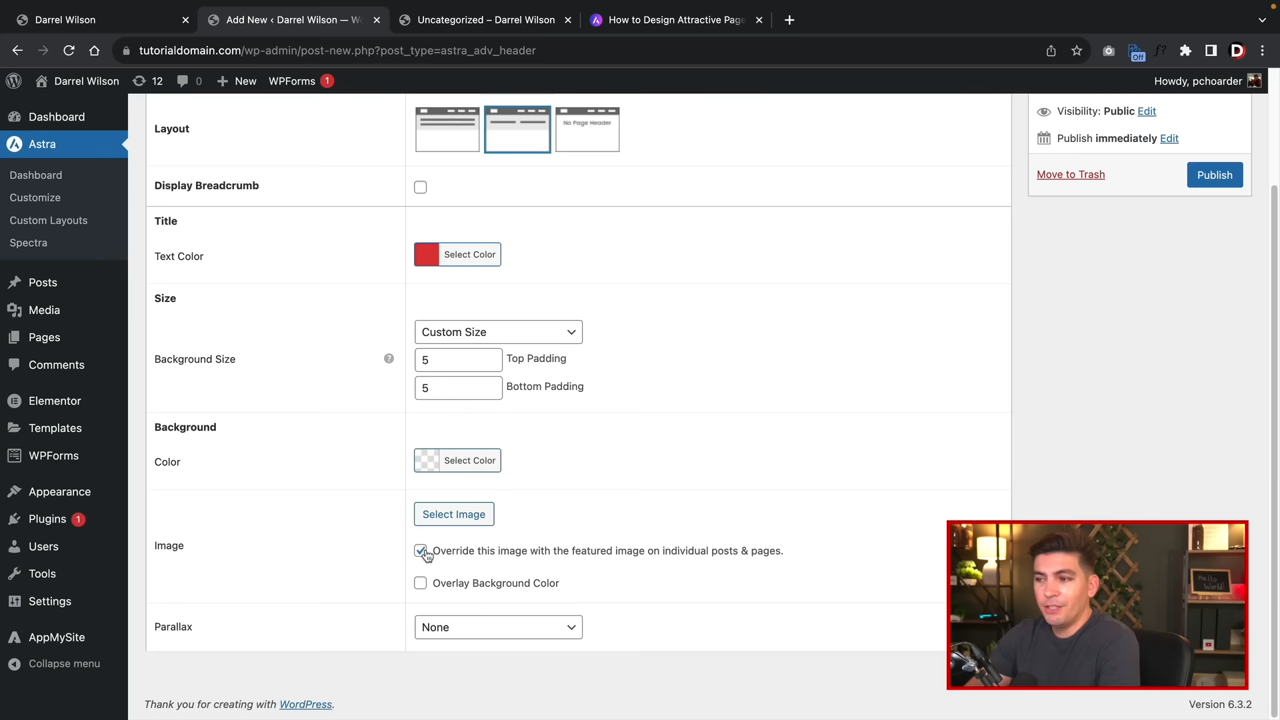 Darrel Wilson
Add New ‹ Darrel Wilson — Wo
Uncategorized – Darrel Wilson
How to Design Attractive Page
tutorialdomain.com/wp-admin/post-new.php?post_type=astra_adv_header
Off
Darrel Wilson
12
0
New
WPForms 1
Howdy, pchoarder
Dashboard
Astra
Dashboard
Customize
Custom Layouts
Spectra
Posts
Media
Pages
Comments
Elementor
Templates
WPForms
Appearance
Plugins 1
Users
Tools
Settings
AppMySite
Collapse menu
Layout
No Page Header
Display Breadcrumb
Title
Text Color
Select Color
Size
Background Size
Custom Size
5 Top Padding
5 Bottom Padding
Background
Color
Select Color
Image
Select Image
Override this image with the featured image on individual posts & pages.
Overlay Background Color
Parallax
None
Visibility: Public Edit
Publish immediately Edit
Move to Trash
Publish
Hello
World!
Thank you for creating with WordPress.
Version 6.3.2